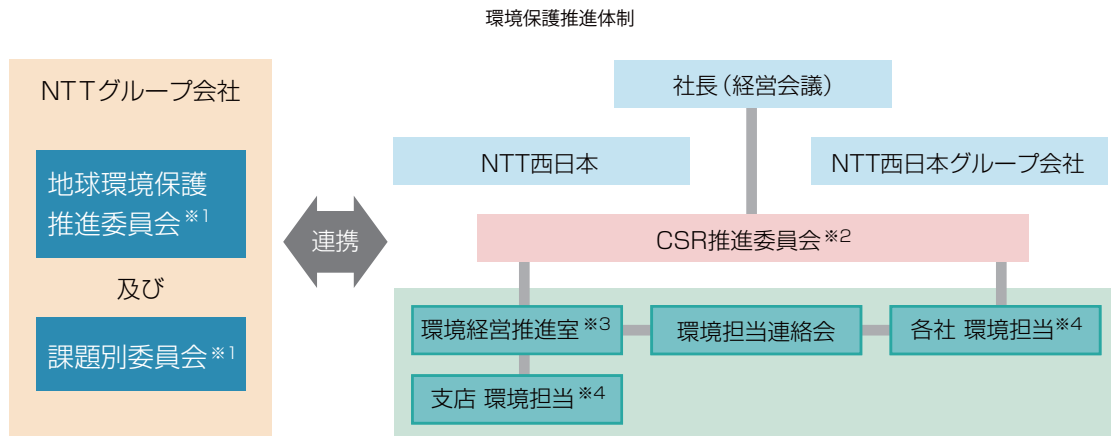 環境保護推進体制
NTTグループ会社
地球環境保護
推進委員会※1
及び
課題別委員会※1
連携
社長(経営会議)
NTT西日本
NTT西日本グループ会社
CSR推進委員会※2
環境経営推進室※3
環境担当連絡会
各社 環境担当※4
支店 環境担当※4